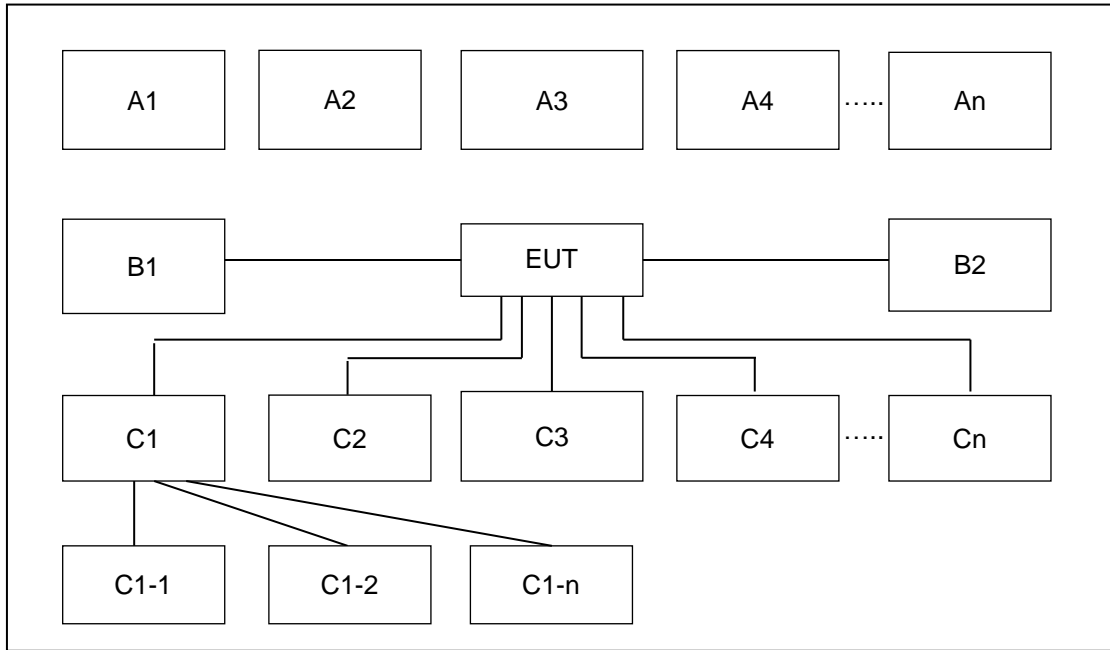 A1 A2 A3 A4 ..... An
B1 EUT B2
C1 C2 C3 C4 ..... Cn
C1-1 C1-2 C1-n